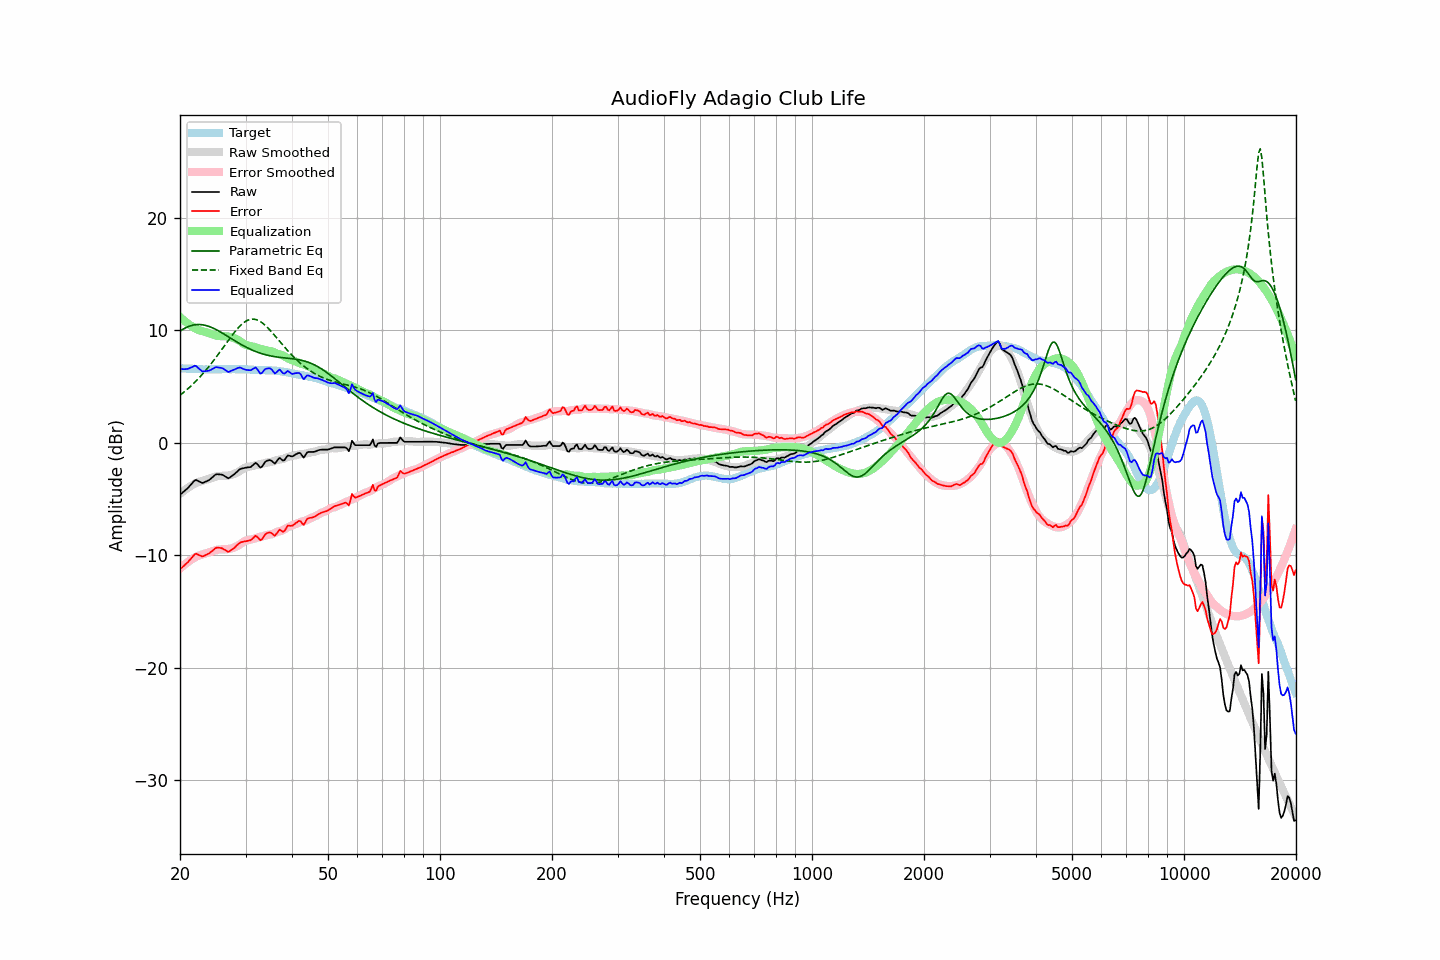 AudioFly Adagio Club Life
Target
Raw Smoothed
Error Smoothed
Raw
Error
Equalization
Parametric Eq
Fixed Band Eq
Equalized
20
10
0
−10
−20
−30
Amplitude (dBr)
20 50 100 200 500 1000 2000 5000 10000 20000
Frequency (Hz)